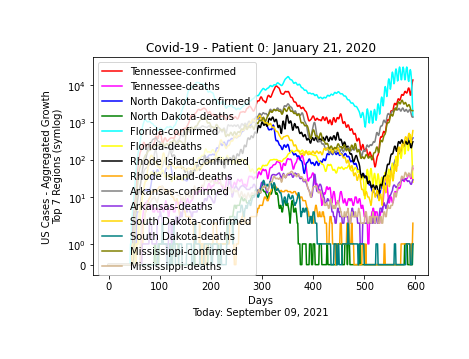 Covid-19 - Patient 0: January 21, 2020
US Cases - Aggregated Growth
Top 7 Regions (symlog)
10⁴
10³
10²
10¹
10⁰
0
Tennessee-confirmed
Tennessee-deaths
North Dakota-confirmed
North Dakota-deaths
Florida-confirmed
Florida-deaths
Rhode Island-confirmed
Rhode Island-deaths
Arkansas-confirmed
Arkansas-deaths
South Dakota-confirmed
South Dakota-deaths
Mississippi-confirmed
Mississippi-deaths
0 100 200 300 400 500 600
Days
Today: September 09, 2021